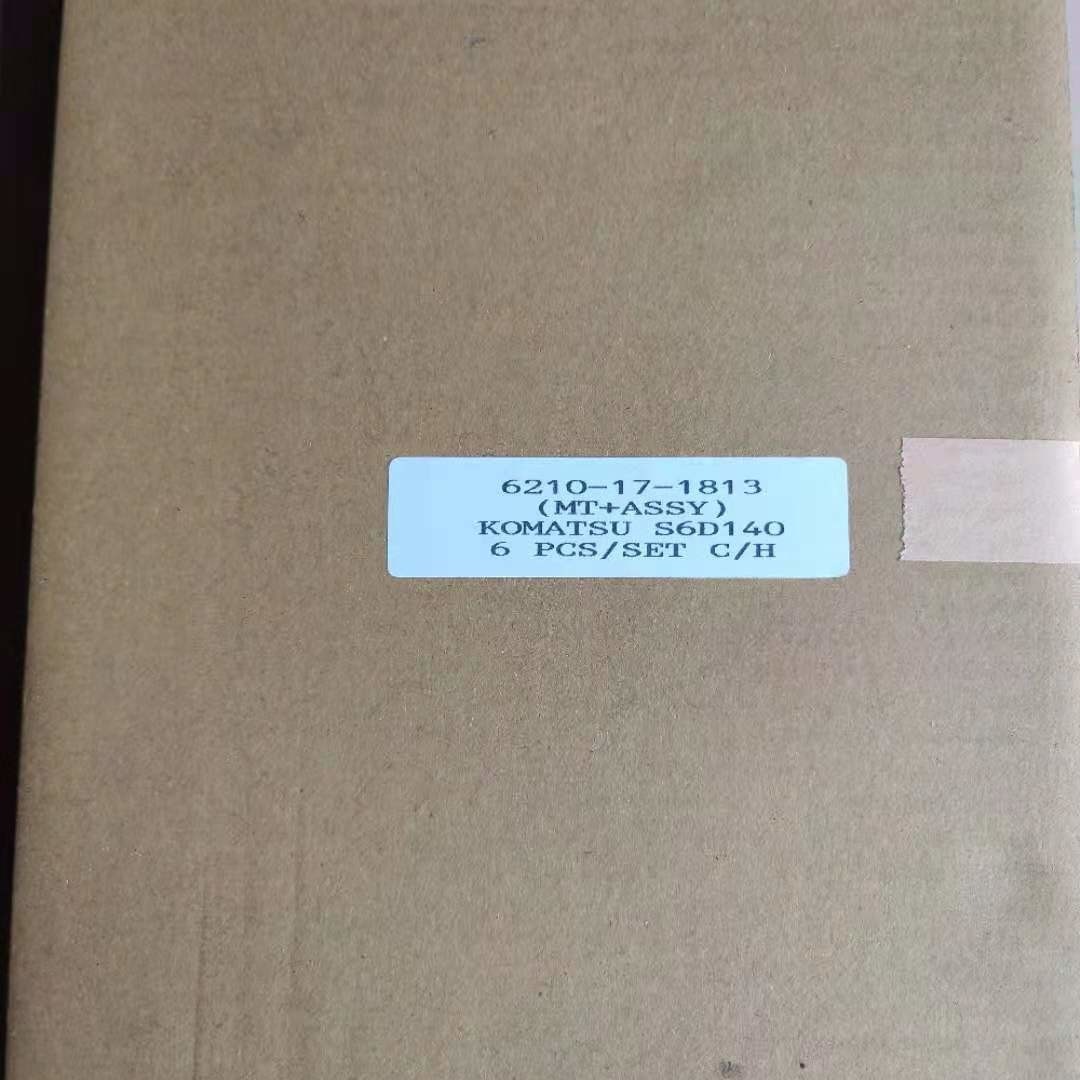 6210-17-1813
(MT+ASSY)
KOMATSU S6D140
6 PCS/SET C/H